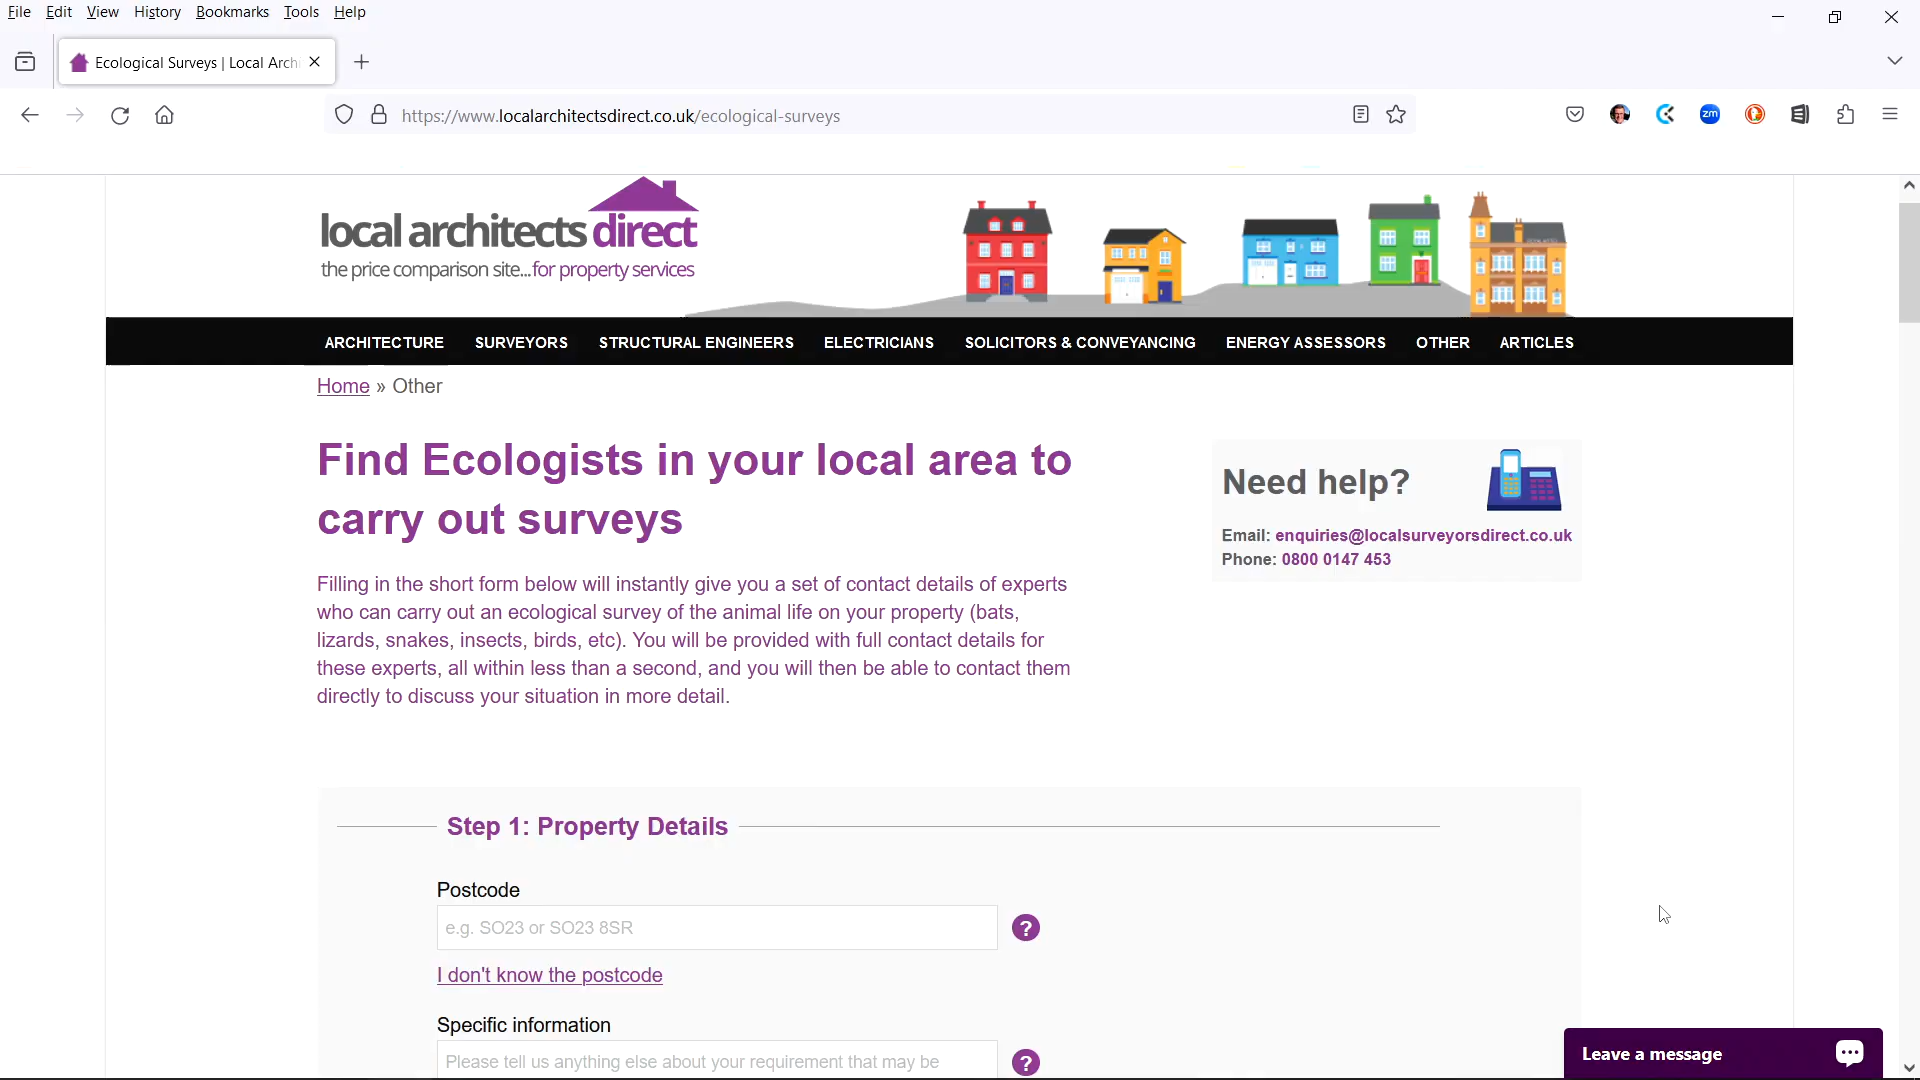 File Edit View History Bookmarks Tools Help
Ecological Surveys | Local Arch
https://www.localarchitectsdirect.co.uk/ecological-surveys
zm
local architects direct
the price comparison site...for property services
ARCHITECTURE SURVEYORS STRUCTURAL ENGINEERS ELECTRICIANS SOLICITORS & CONVEYANCING ENERGY ASSESSORS OTHER ARTICLES
Home » Other
Find Ecologists in your local area to
carry out surveys
Filling in the short form below will instantly give you a set of contact details of experts
who can carry out an ecological survey of the animal life on your property (bats,
lizards, snakes, insects, birds, etc). You will be provided with full contact details for
these experts, all within less than a second, and you will then be able to contact them
directly to discuss your situation in more detail.
Need help?
Email: enquiries@localsurveyorsdirect.co.uk
Phone: 0800 0147 453
Step 1: Property Details
Postcode
e.g. SO23 or SO23 8SR
?
I don't know the postcode
Specific information
Please tell us anything else about your requirement that may be
?
Leave a message